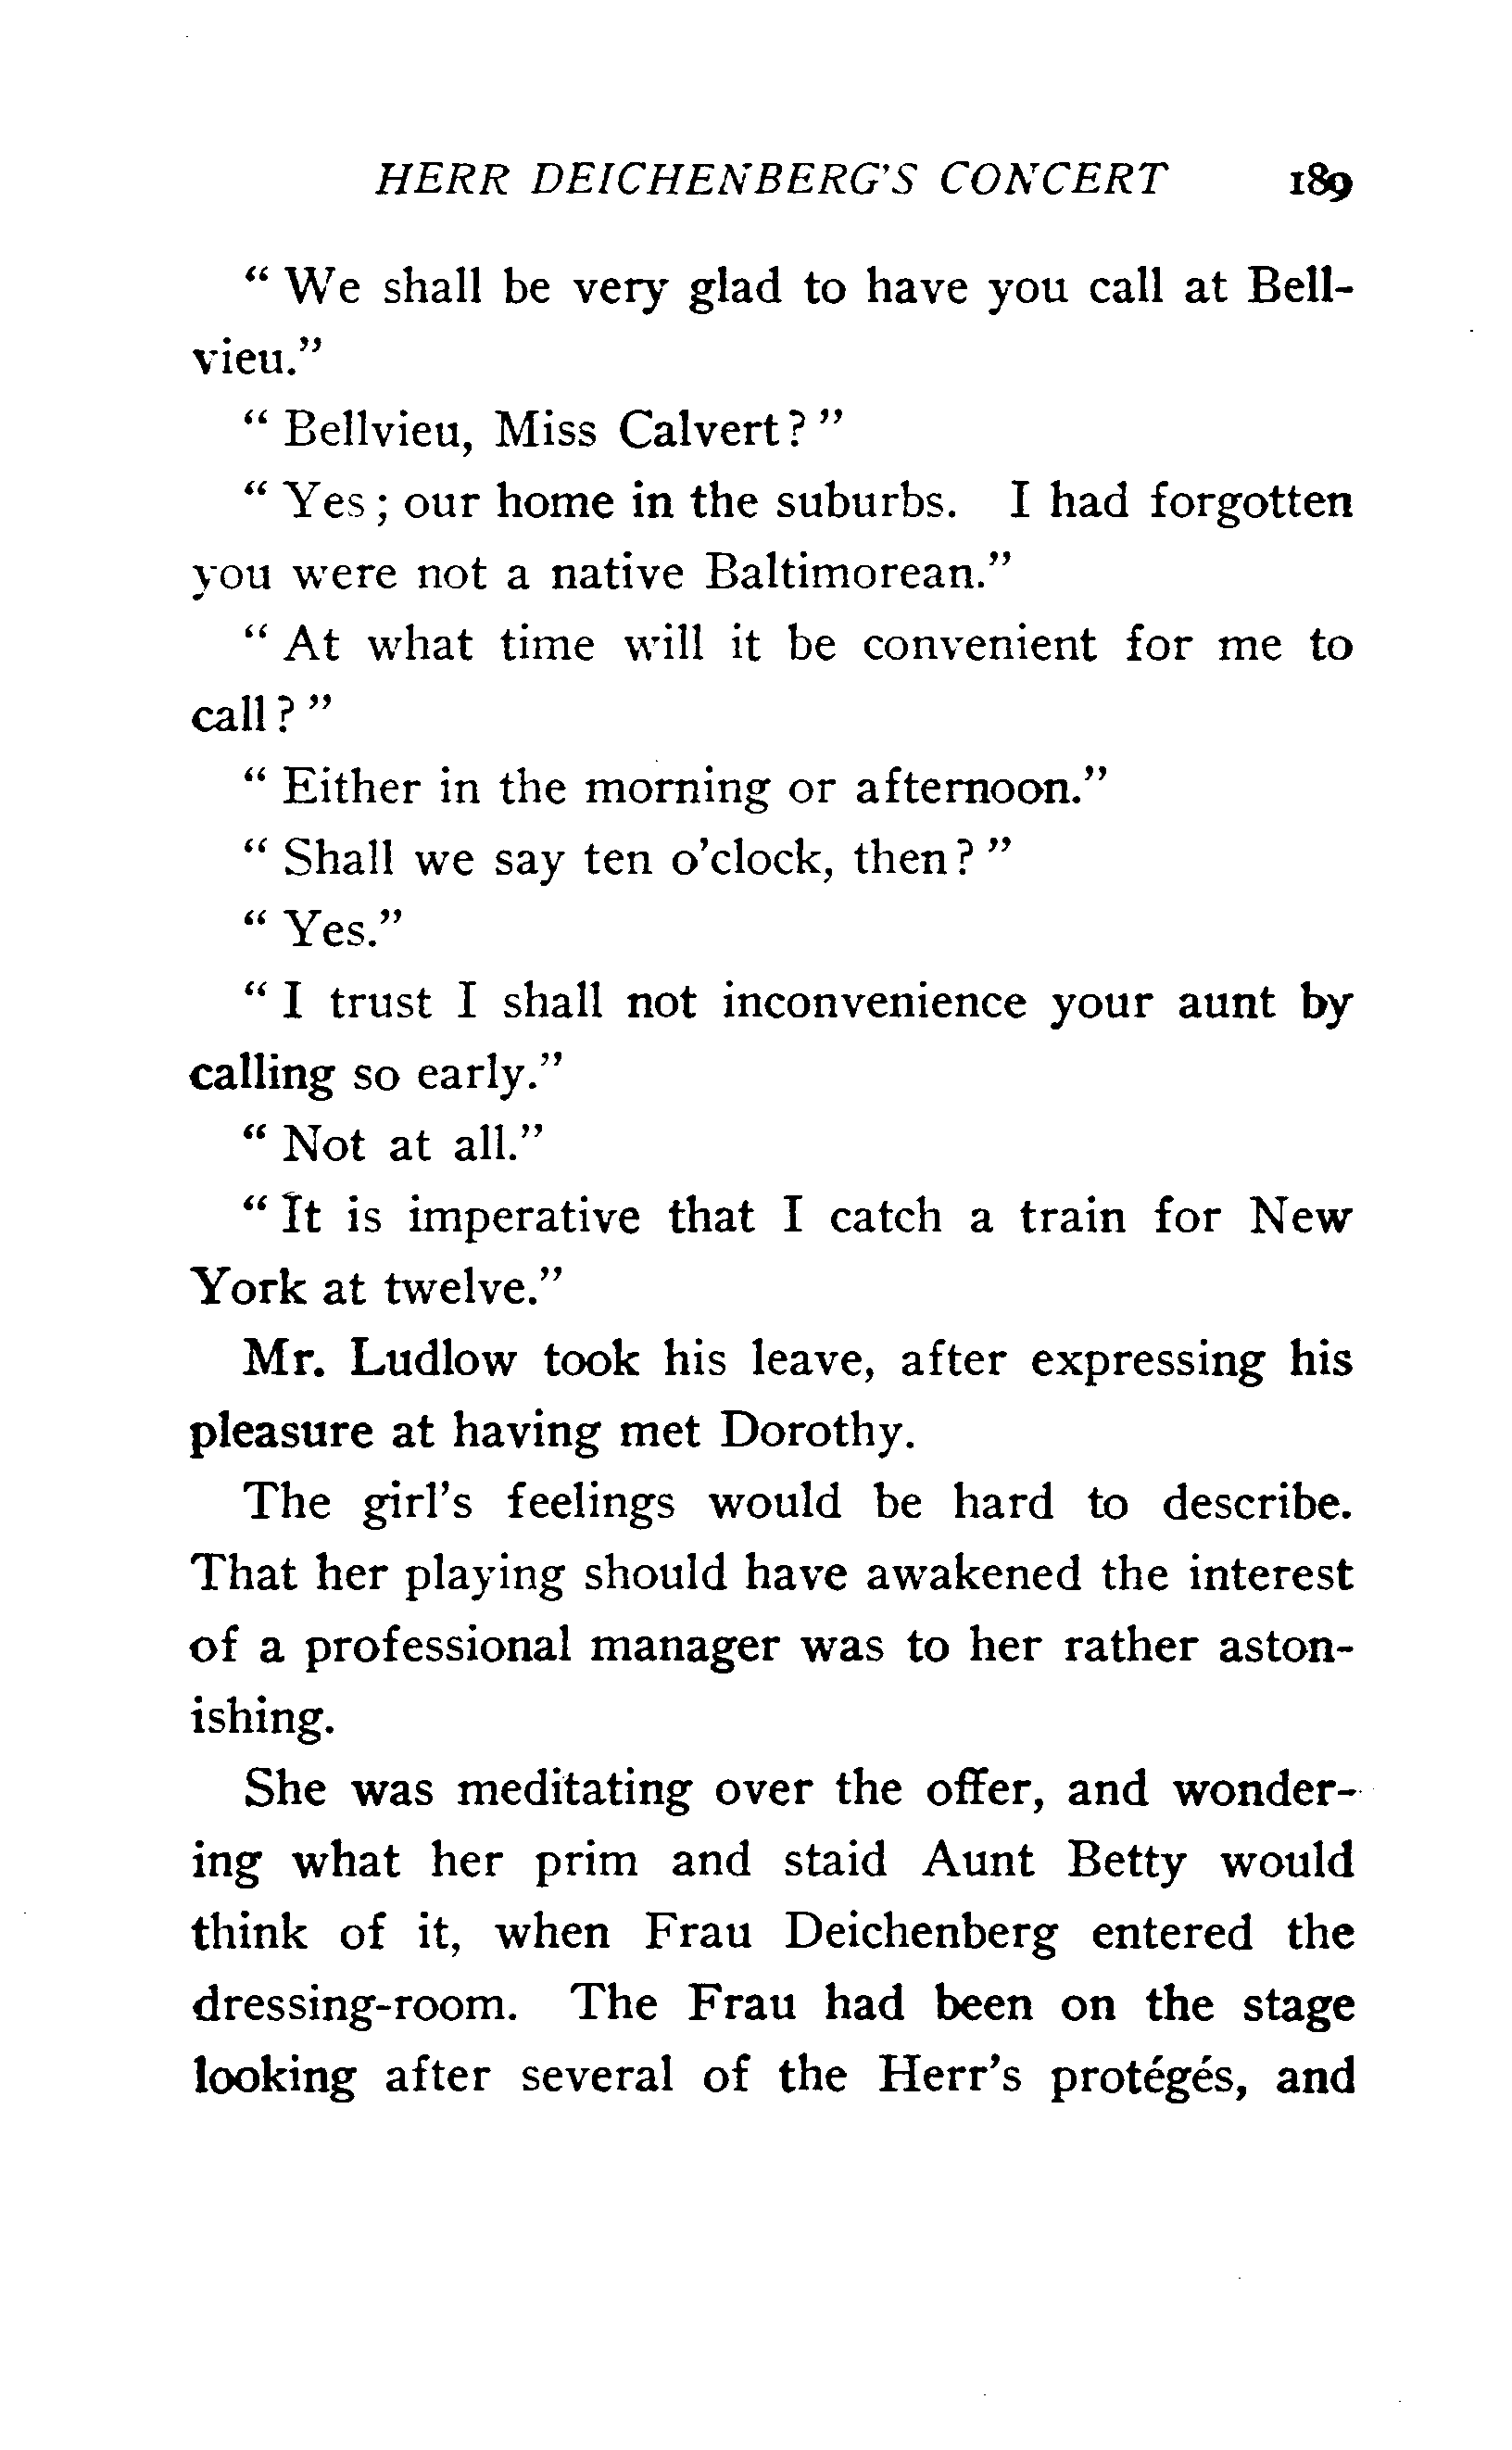 HERR DEICHENBERG'S CONCERT 189
“ We shall be very glad to have you call at Bell-
vieu.”
“ Bellvieu, Miss Calvert? ”
“ Yes ; our home in the suburbs. I had forgotten
you were not a native Baltimorean.”
“ At what time will it be convenient for me to
call? ”
“ Either in the morning or afternoon.”
“ Shall we say ten o'clock, then? ”
“ Yes.”
“ I trust I shall not inconvenience your aunt by
calling so early.”
“ Not at all.”
“ It is imperative that I catch a train for New
York at twelve.”
Mr. Ludlow took his leave, after expressing his
pleasure at having met Dorothy.
The girl's feelings would be hard to describe.
That her playing should have awakened the interest
of a professional manager was to her rather aston-
ishing.
She was meditating over the offer, and wonder-
ing what her prim and staid Aunt Betty would
think of it, when Frau Deichenberg entered the
dressing-room. The Frau had been on the stage
looking after several of the Herr's protégés, and